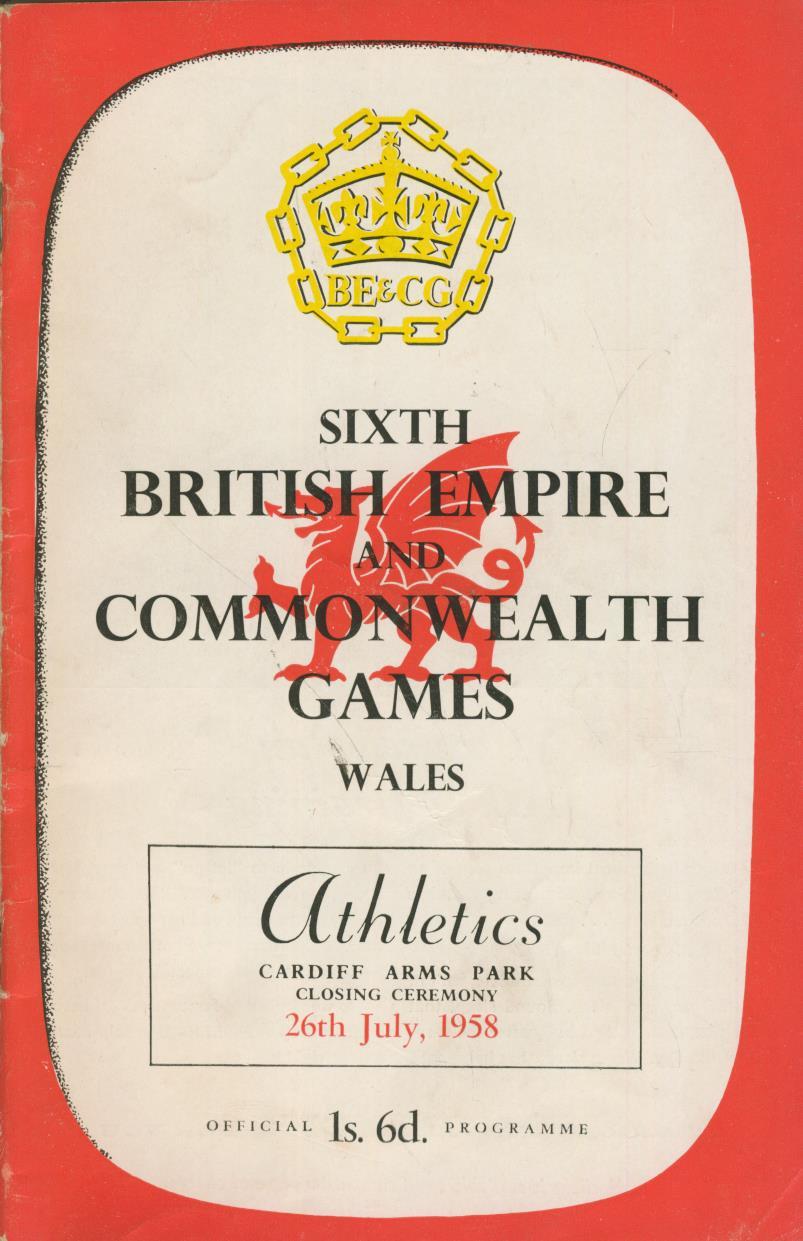 BE&CG
SIXTH
BRITISH EMPIRE
AND
COMMONWEALTH
GAMES
WALES
Athletics
CARDIFF ARMS PARK
CLOSING CEREMONY
26th July, 1958
OFFICIAL 1s. 6d. PROGRAMME